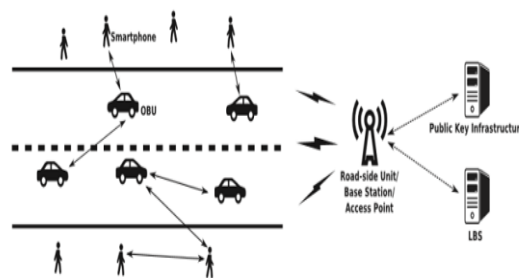 Smartphone
OBU
Road-side Unit/
Base Station/
Access Point
Public Key Infrastructur
LBS